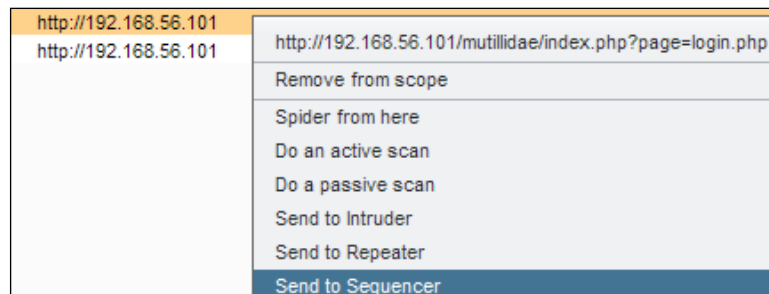 http://192.168.56.101
http://192.168.56.101
http://192.168.56.101/mutillidae/index.php?page=login.php
Remove from scope
Spider from here
Do an active scan
Do a passive scan
Send to Intruder
Send to Repeater
Send to Sequencer